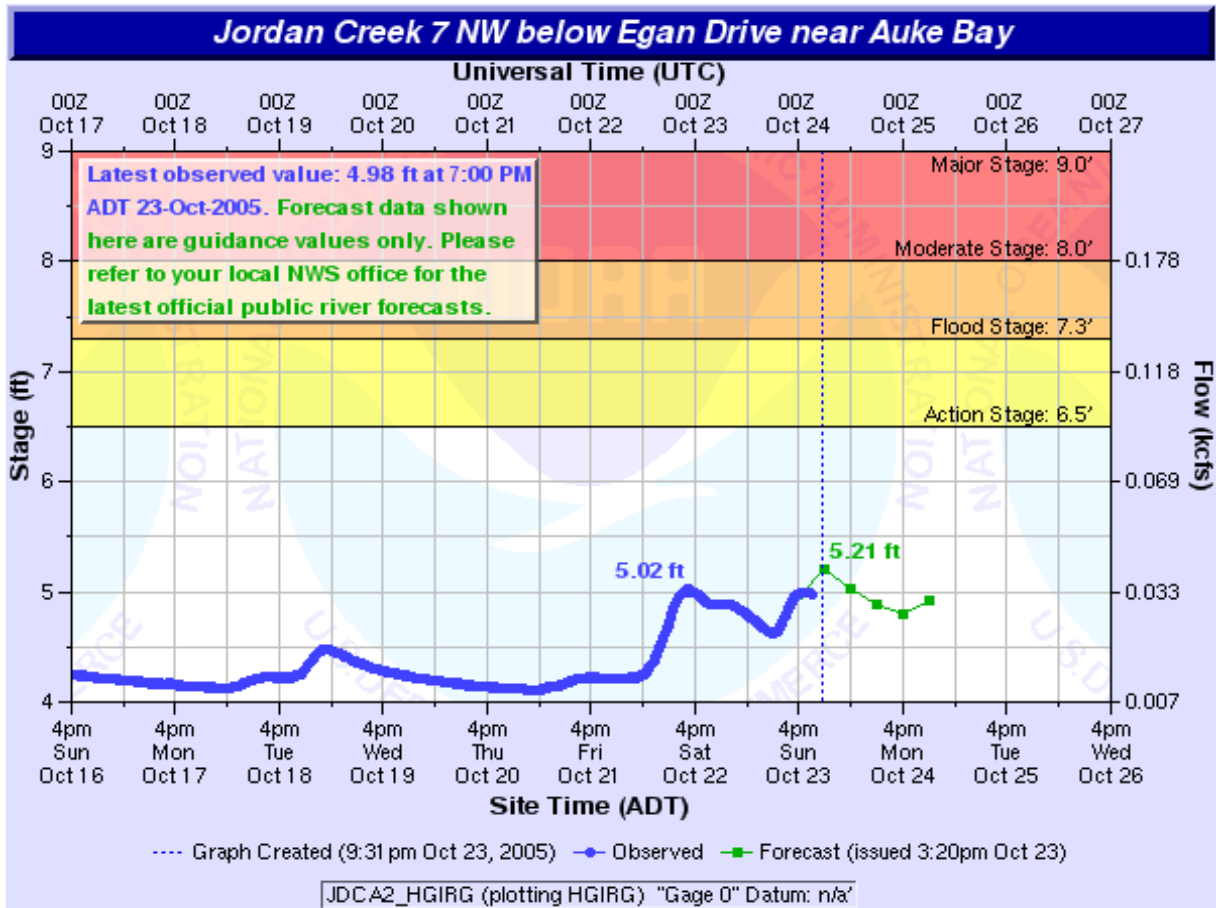 Jordan Creek 7 NW below Egan Drive near Auke Bay
Universal Time (UTC)
00Z 00Z 00Z 00Z 00Z 00Z 00Z 00Z 00Z 00Z 00Z
Oct 17 Oct 18 Oct 19 Oct 20 Oct 21 Oct 22 Oct 23 Oct 24 Oct 25 Oct 26 Oct 27
Latest observed value: 4.98 ft at 7:00 PM
ADT 23-Oct-2005. Forecast data shown
here are guidance values only. Please
refer to your local NWS office for the
latest official public river forecasts.
Major Stage: 9.0'
Moderate Stage: 8.0'
Flood Stage: 7.3'
Action Stage: 6.5'
Stage (ft)
9
8
7
6
5
4
Flow (kcfs)
0.178
0.118
0.069
0.033
0.007
5.02 ft
5.21 ft
4pm 4pm 4pm 4pm 4pm 4pm 4pm 4pm 4pm 4pm 4pm
Sun Mon Tue Wed Thu Fri Sat Sun Mon Tue Wed
Oct 16 Oct 17 Oct 18 Oct 19 Oct 20 Oct 21 Oct 22 Oct 23 Oct 24 Oct 25 Oct 26
Site Time (ADT)
Graph Created (9:31pm Oct 23, 2005) Observed Forecast (issued 3:20pm Oct 23)
JDCA2_HGIRG (plotting HGIRG) "Gage 0" Datum: n/a'